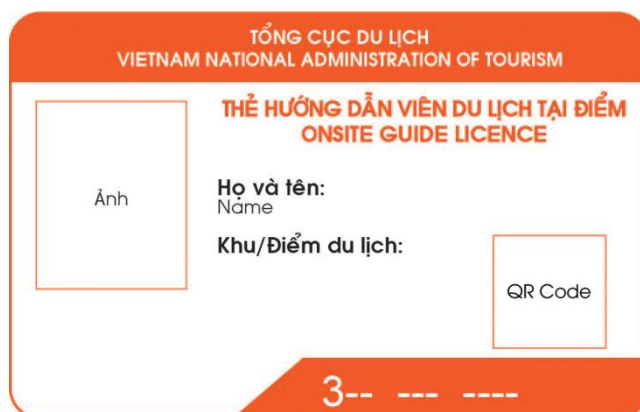 TỔNG CỤC DU LỊCH
VIETNAM NATIONAL ADMINISTRATION OF TOURISM
THẺ HƯỚNG DẪN VIÊN DU LỊCH TẠI ĐIỂM
ONSITE GUIDE LICENCE
Ảnh
Họ và tên:
Name
Khu/Điểm du lịch:
QR Code
3-- --- ----